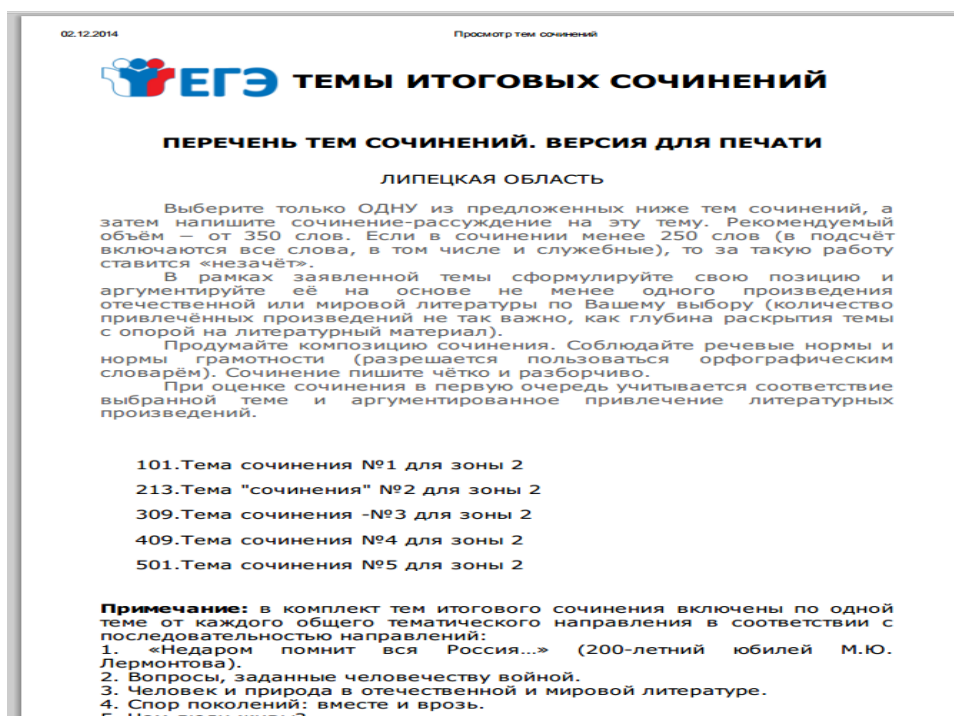 02.12.2014 Просмотр тем сочинений
ЕГЭ ТЕМЫ ИТОГОВЫХ СОЧИНЕНИЙ
ПЕРЕЧЕНЬ ТЕМ СОЧИНЕНИЙ. ВЕРСИЯ ДЛЯ ПЕЧАТИ
ЛИПЕЦКАЯ ОБЛАСТЬ
Выберите только ОДНУ из предложенных ниже тем сочинений, а
затем напишите сочинение-рассуждение на эту тему. Рекомендуемый
объём – от 350 слов. Если в сочинении менее 250 слов (в подсчёт
включаются все слова, в том числе и служебные), то за такую работу
ставится «незачёт».
В рамках заявленной темы сформулируйте свою позицию и
аргументируйте её на основе не менее одного произведения
отечественной или мировой литературы по Вашему выбору (количество
привлечённых произведений не так важно, как глубина раскрытия темы
с опорой на литературный материал).
Продумайте композицию сочинения. Соблюдайте речевые нормы и
нормы грамотности (разрешается пользоваться орфографическим
словарём). Сочинение пишите чётко и разборчиво.
При оценке сочинения в первую очередь учитывается соответствие
выбранной теме и аргументированное привлечение литературных
произведений.
101.Тема сочинения №1 для зоны 2
213.Тема "сочинения" №2 для зоны 2
309.Тема сочинения -№3 для зоны 2
409.Тема сочинения №4 для зоны 2
501.Тема сочинения №5 для зоны 2
Примечание: в комплект тем итогового сочинения включены по одной
теме от каждого общего тематического направления в соответствии с
последовательностью направлений:
1. «Недаром помнит вся Россия…» (200-летний юбилей М.Ю.
Лермонтова).
2. Вопросы, заданные человечеству войной.
3. Человек и природа в отечественной и мировой литературе.
4. Спор поколений: вместе и врозь.